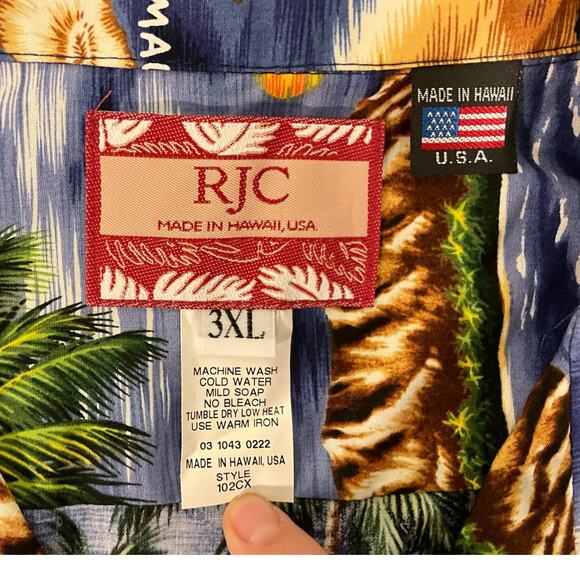 MAU
RJC
MADE IN HAWAII, USA.
MADE IN HAWAII
U.S.A.
3XL
MACHINE WASH
COLD WATER
MILD SOAP
NO BLEACH
TUMBLE DRY LOW HEAT
USE WARM IRON
03 1043 0222
MADE IN HAWAII, USA
STYLE
102CX